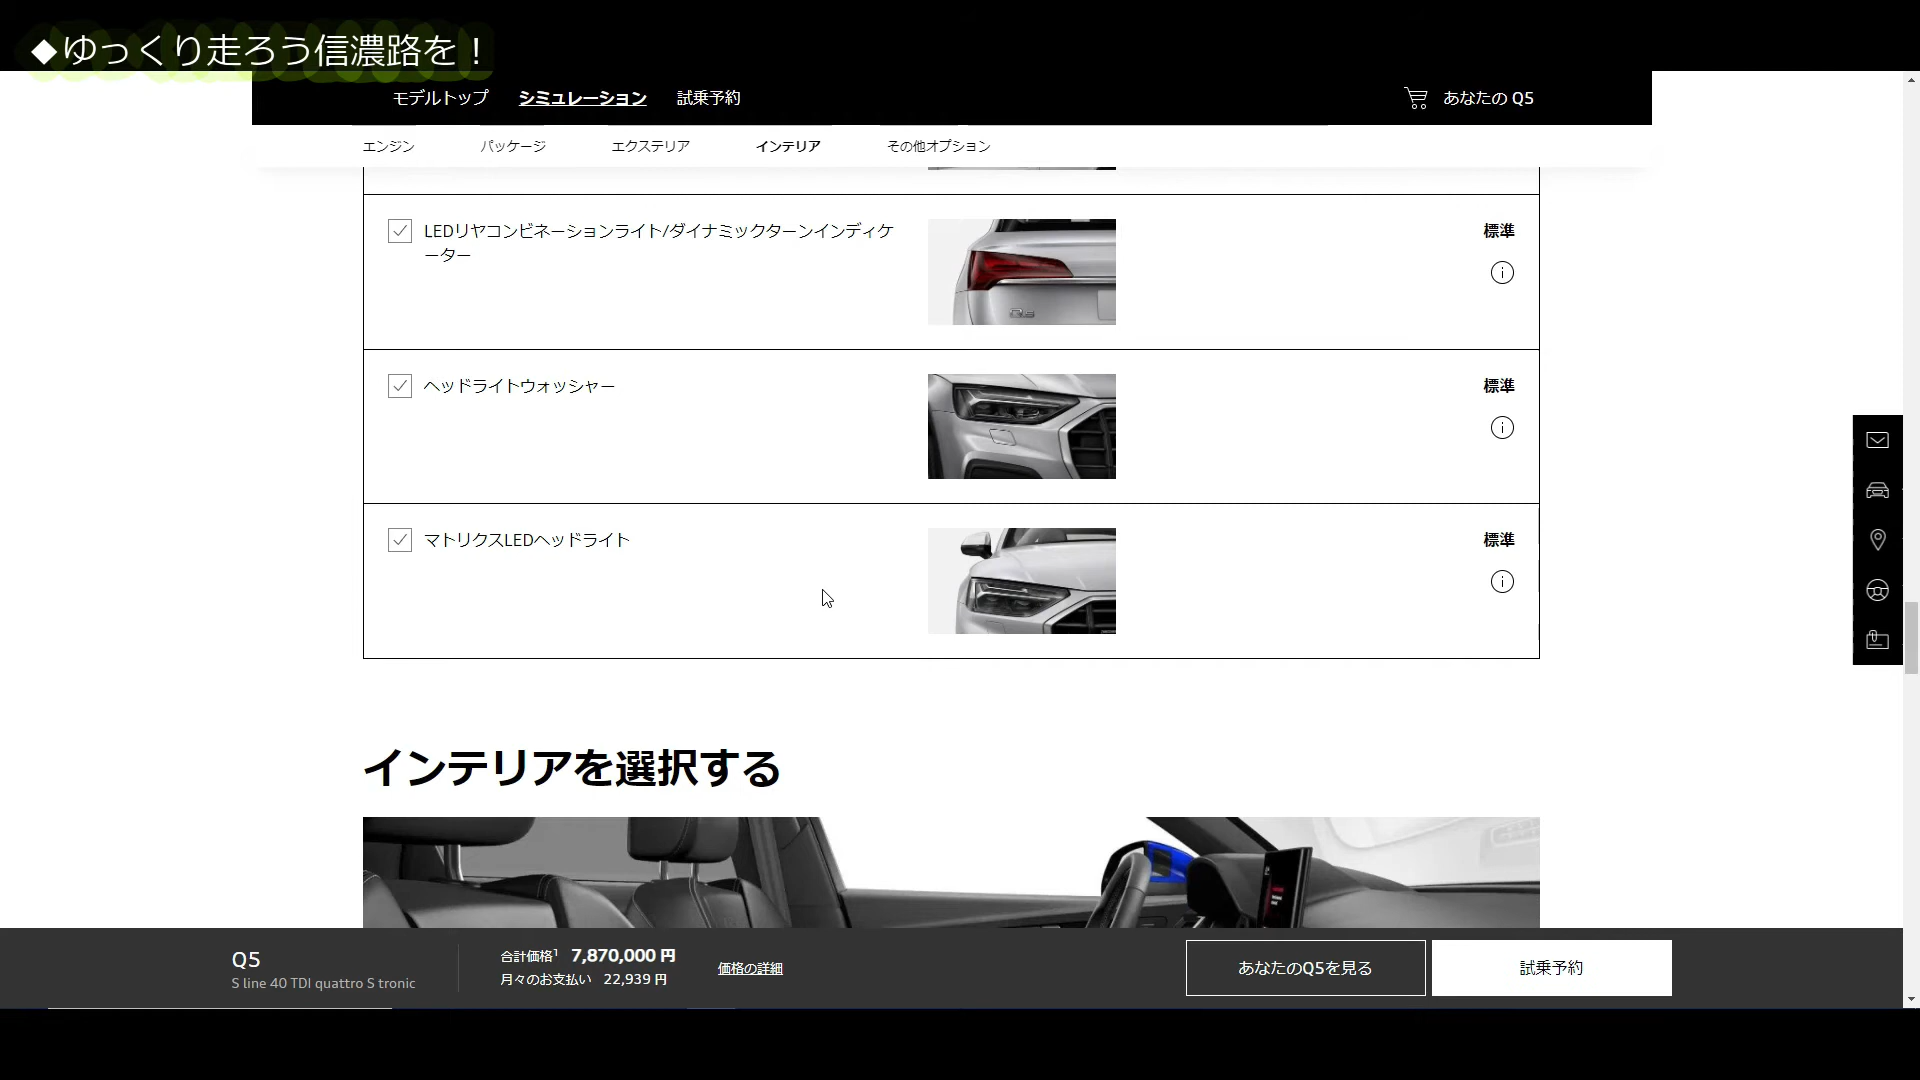 ◆ゆっくり走ろう信濃路を！
モデルトップ シミュレーション 試乗予約 あなたの Q5
エンジン パッケージ エクステリア インテリア その他オプション
LEDリヤコンビネーションライト/ダイナミックターンインディケ
ーター
標準
ヘッドライトウォッシャー
標準
マトリクスLEDヘッドライト
標準
インテリアを選択する
Q5
S line 40 TDI quattro S tronic
合計価格¹ 7,870,000 円
月々のお支払い 22,939 円
価格の詳細
あなたのQ5を見る
試乗予約